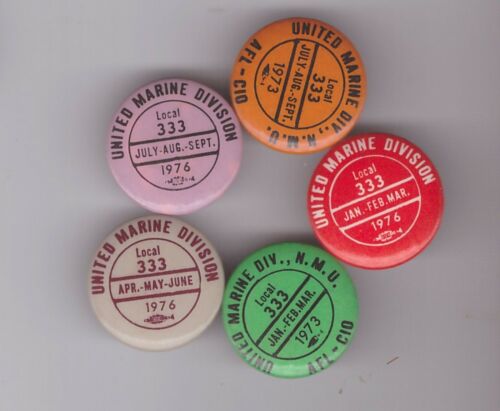 UNITED MARINE DIV., N.M.U.
AFL-CIO
Local
333
JULY-AUG.-SEPT.
1973
UNITED MARINE DIVISION
Local
333
JULY-AUG.-SEPT.
1976
UNITED MARINE DIVISION
Local
333
JAN.-FEB.MAR.
1976
UNITED MARINE DIVISION
Local
333
APR.-MAY-JUNE
1976
UNITED MARINE DIV., N.M.U.
AFL-CIO
Local
333
JAN.-FEB.MAR.
1973